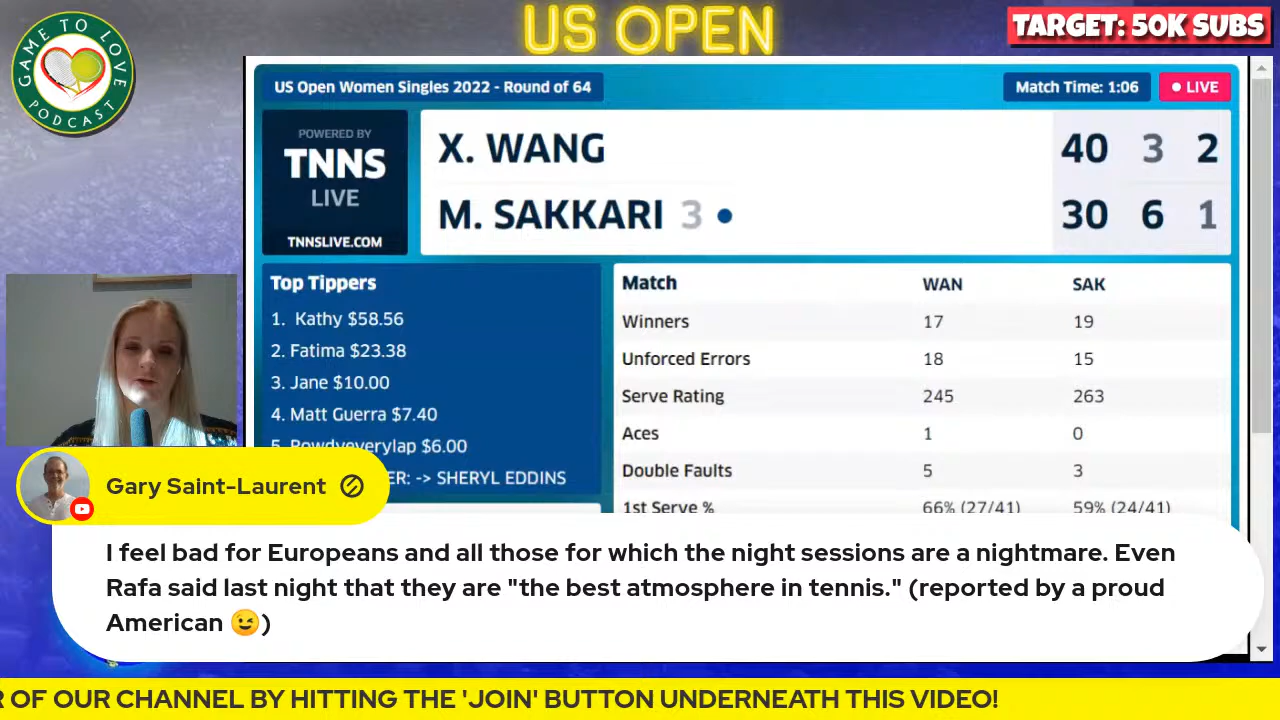 GAME TO LOVE
PODCAST
US OPEN
TARGET: 50K SUBS
US Open Women Singles 2022 - Round of 64
Match Time: 1:06
LIVE
POWERED BY
TNNS
LIVE
TNNSLIVE.COM
X. WANG 40 3 2
M. SAKKARI 3 30 6 1
Top Tippers
1. Kathy $58.56
2. Fatima $23.38
3. Jane $10.00
4. Matt Guerra $7.40
5. Rowdyeverylap $6.00
ER: -> SHERYL EDDINS
Match WAN SAK
Winners 17 19
Unforced Errors 18 15
Serve Rating 245 263
Aces 1 0
Double Faults 5 3
1st Serve % 66% (27/41) 59% (24/41)
Gary Saint-Laurent
I feel bad for Europeans and all those for which the night sessions are a nightmare. Even
Rafa said last night that they are "the best atmosphere in tennis." (reported by a proud
American 😉)
R OF OUR CHANNEL BY HITTING THE 'JOIN' BUTTON UNDERNEATH THIS VIDEO!